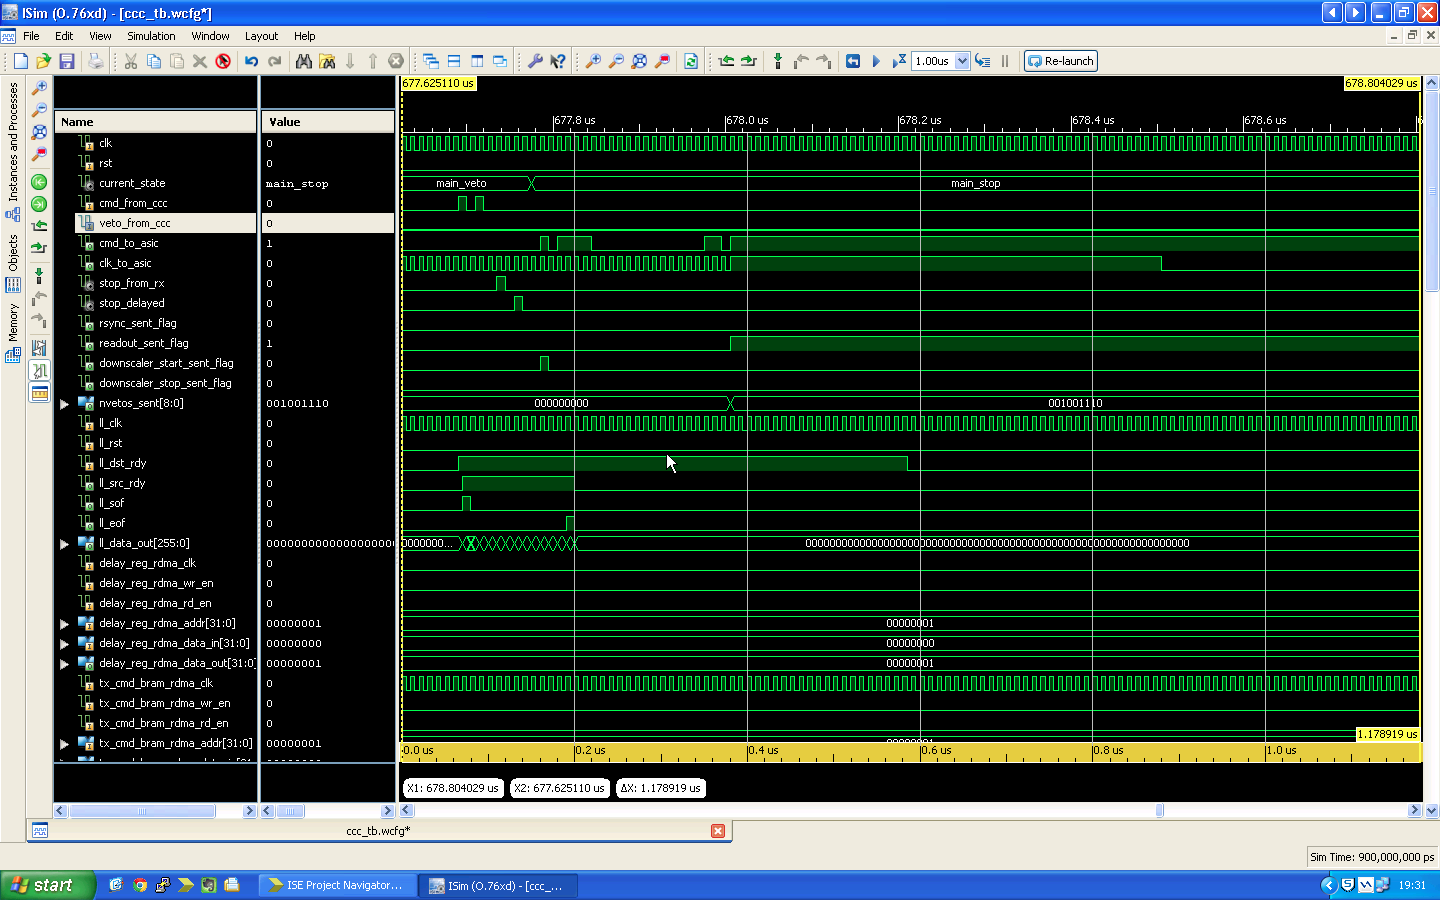 ISim (O.76xd) - [ccc_tb.wcfg*]
File Edit View Simulation Window Layout Help
1.00us Re-launch
677.625110 us 678.804029 us
Name Value
677.8 us 678.0 us 678.2 us 678.4 us 678.6 us
Instances and Processes
Objects
Memory
clk 0
rst 0
current_state main_stop main_veto main_stop
cmd_from_ccc 0
veto_from_ccc 0
cmd_to_asic 1
clk_to_asic 0
stop_from_rx 0
stop_delayed 0
rsync_sent_flag 0
readout_sent_flag 1
downscaler_start_sent_flag 0
downscaler_stop_sent_flag 0
nvetos_sent[8:0] 001001110 000000000 001001110
ll_clk 0
ll_rst 0
ll_dst_rdy 0
ll_src_rdy 0
ll_sof 0
ll_eof 0
ll_data_out[255:0]
delay_reg_rdma_clk 0
delay_reg_rdma_wr_en 0
delay_reg_rdma_rd_en 0
delay_reg_rdma_addr[31:0] 00000001 00000001
delay_reg_rdma_data_in[31:0] 00000000 00000000
delay_reg_rdma_data_out[31:0] 00000001 00000001
tx_cmd_bram_rdma_clk 0
tx_cmd_bram_rdma_wr_en 0
tx_cmd_bram_rdma_rd_en 0
tx_cmd_bram_rdma_addr[31:0] 00000001
1.178919 us
0.0 us 0.2 us 0.4 us 0.6 us 0.8 us 1.0 us
X1: 678.804029 us X2: 677.625110 us ΔX: 1.178919 us
ccc_tb.wcfg*
Sim Time: 900,000,000 ps
start ISE Project Navigator... ISim (O.76xd) - [ccc_... 19:31